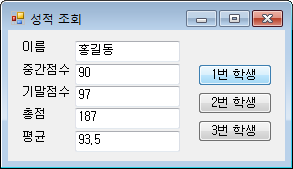 성적 조회
이름 홍길동
중간점수 90
기말점수 97
총점 187
평균 93,5
1번 학생
2번 학생
3번 학생